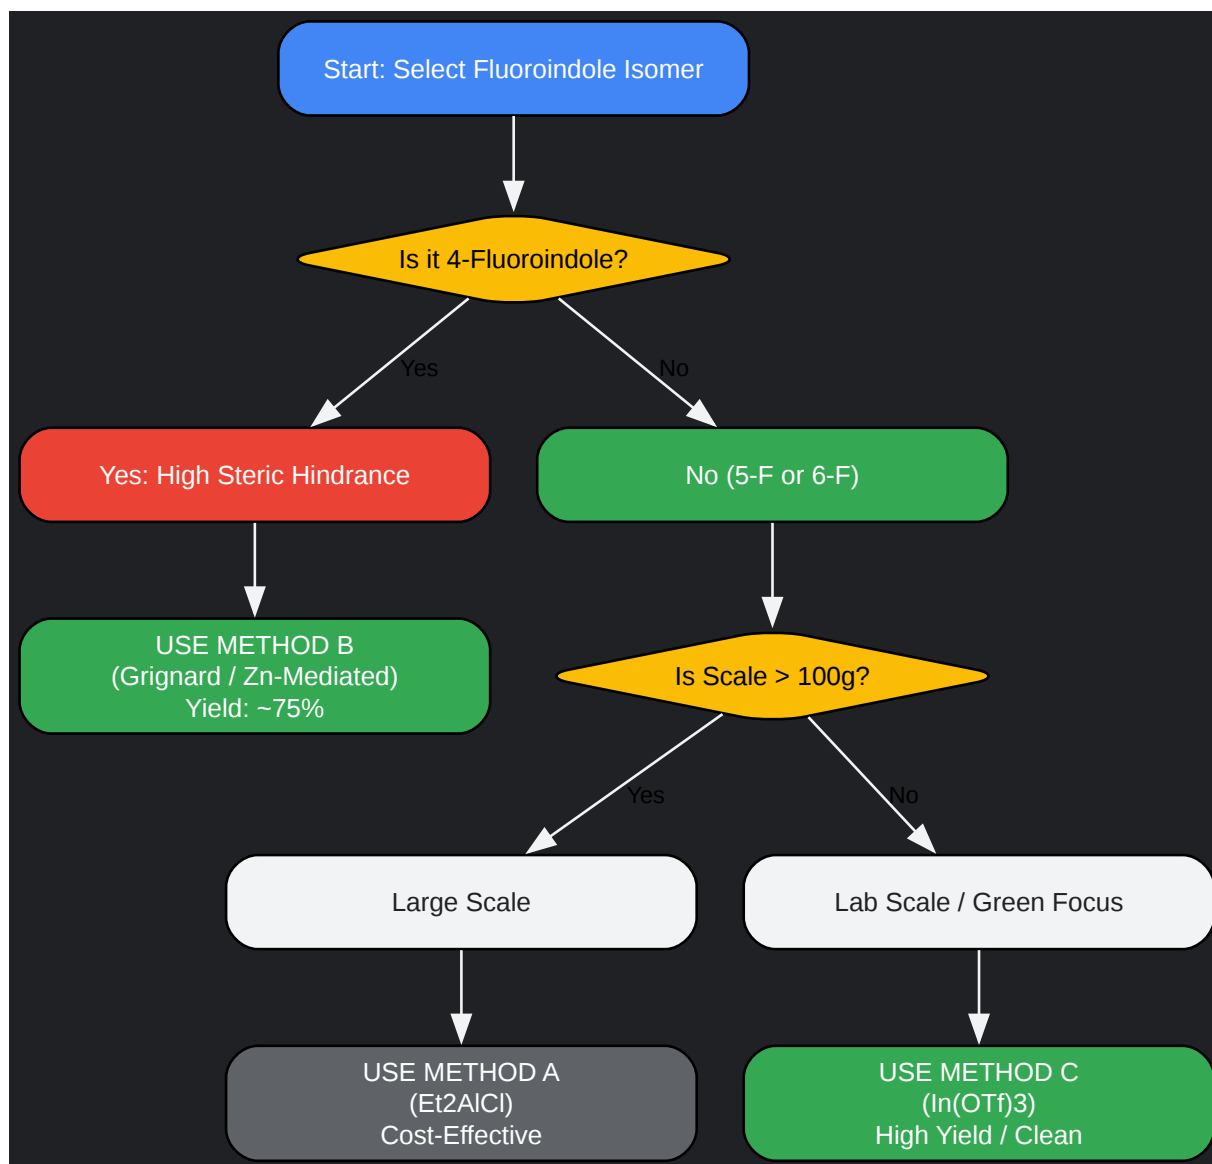 Start: Select Fluoroindole Isomer
Is it 4-Fluoroindole?
Yes
No
Yes: High Steric Hindrance
No (5-F or 6-F)
USE METHOD B
(Grignard / Zn-Mediated)
Yield: ~75%
Is Scale > 100g?
Yes
No
Large Scale
Lab Scale / Green Focus
USE METHOD A
(Et2AlCl)
Cost-Effective
USE METHOD C
(In(OTf)3)
High Yield / Clean